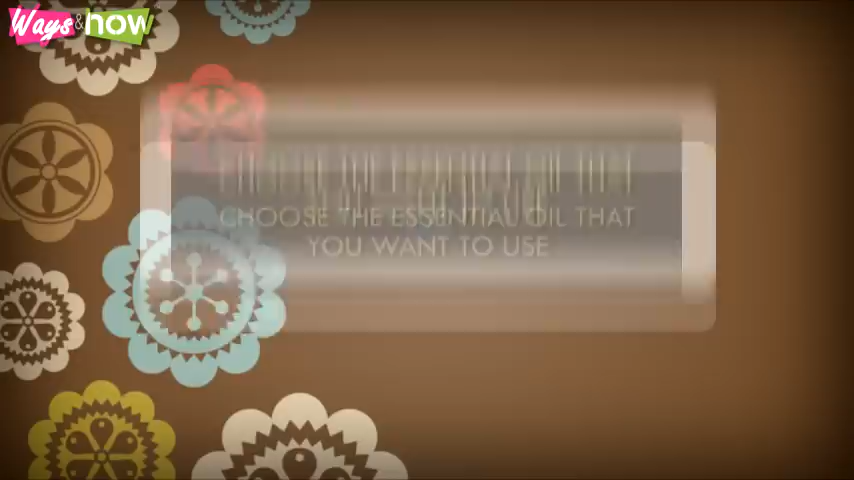 Ways & how
CHOOSE THE ESSENTIAL OIL THAT
YOU WANT TO USE